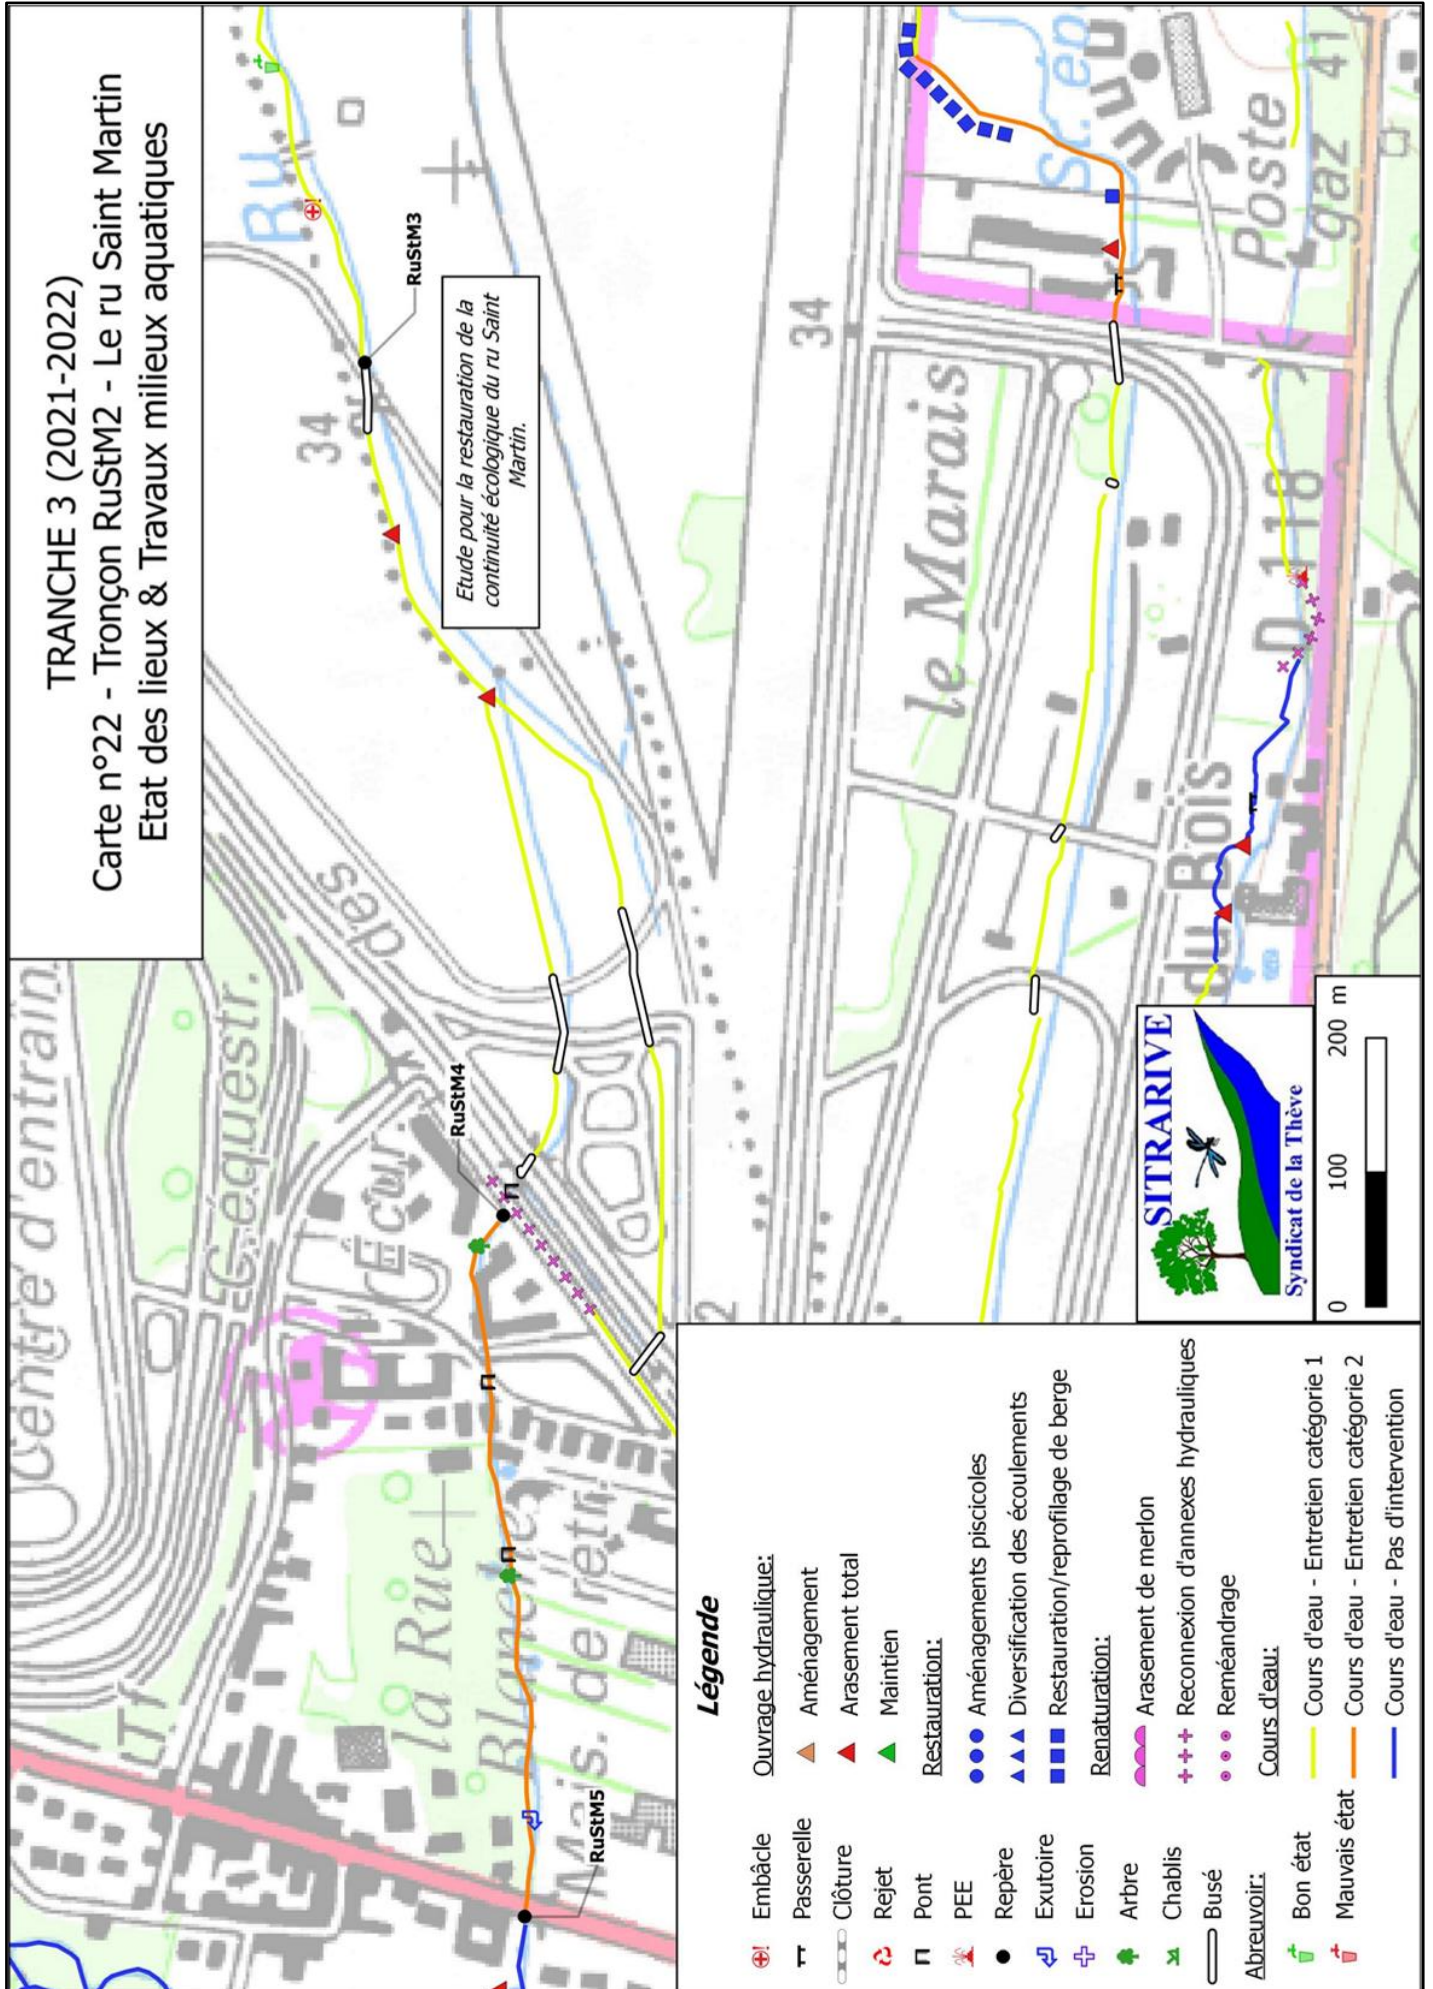 TRANCHE 3 (2021-2022)
Carte n°22 - Tronçon RuStM2 - Le ru Saint Martin
Etat des lieux & Travaux milieux aquatiques
Centre d'entrain.
C. équestr.
Écur.
des
Ru
34
RuStM3
Etude pour la restauration de la
continuité écologique du ru Saint
Martin.
RuStM4
T.f
la Rue
Blanche
Mais. de retr.
RuStM5
2
34
le Marais
St. ep
Poste
gaz
41
D 118
du Bois
SITRARIVE
Syndicat de la Thève
0 100 200 m
Légende
Embâcle
Passerelle
Clôture
Rejet
Pont
PEE
Repère
Exutoire
Erosion
Arbre
Chablis
Busé
Abreuvoir:
Bon état
Mauvais état
Ouvrage hydraulique:
Aménagement
Arasement total
Maintien
Restauration:
Aménagements piscicoles
Diversification des écoulements
Restauration/reprofilage de berge
Renaturation:
Arasement de merlon
Reconnexion d'annexes hydrauliques
Reméandrage
Cours d'eau:
Cours d'eau - Entretien catégorie 1
Cours d'eau - Entretien catégorie 2
Cours d'eau - Pas d'intervention